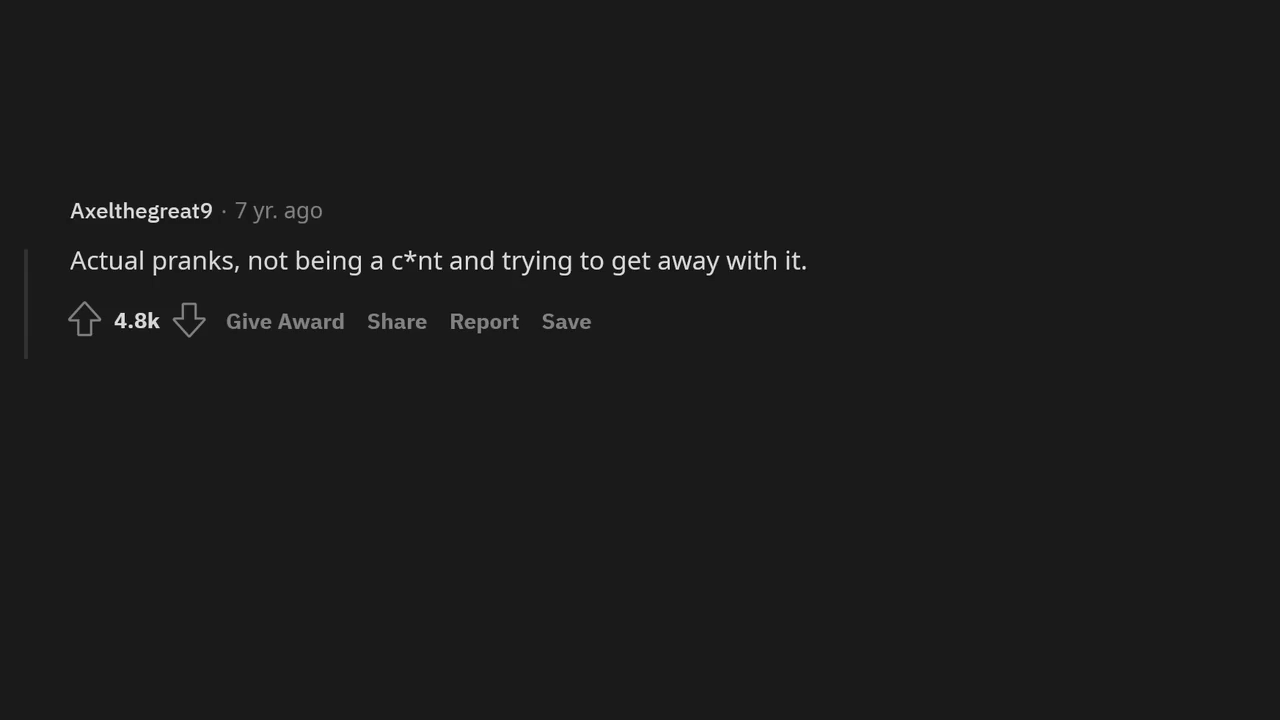 Axelthegreat9 · 7 yr. ago
Actual pranks, not being a c*nt and trying to get away with it.
4.8k Give Award Share Report Save